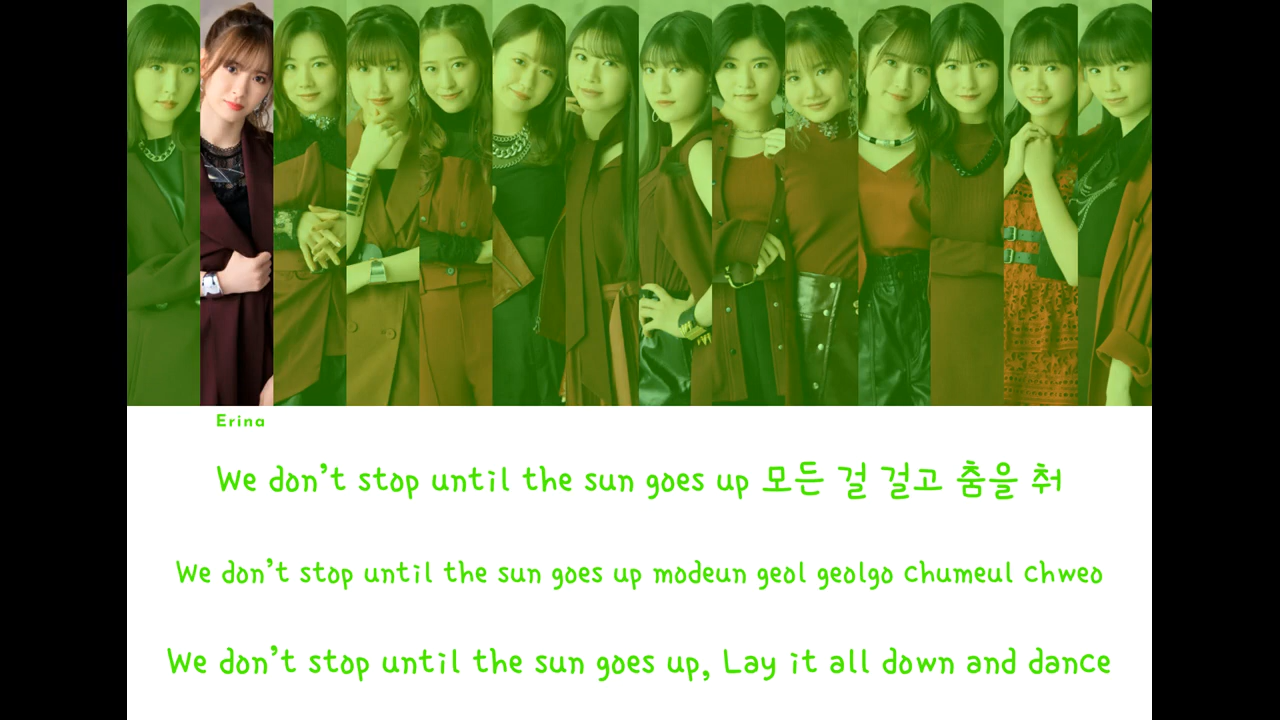 Erina
We don't stop until the sun goes up 모든 걸 걸고 춤을 춰
We don't stop until the sun goes up modeun geol geolgo chumeul chweo
We don't stop until the sun goes up, Lay it all down and dance